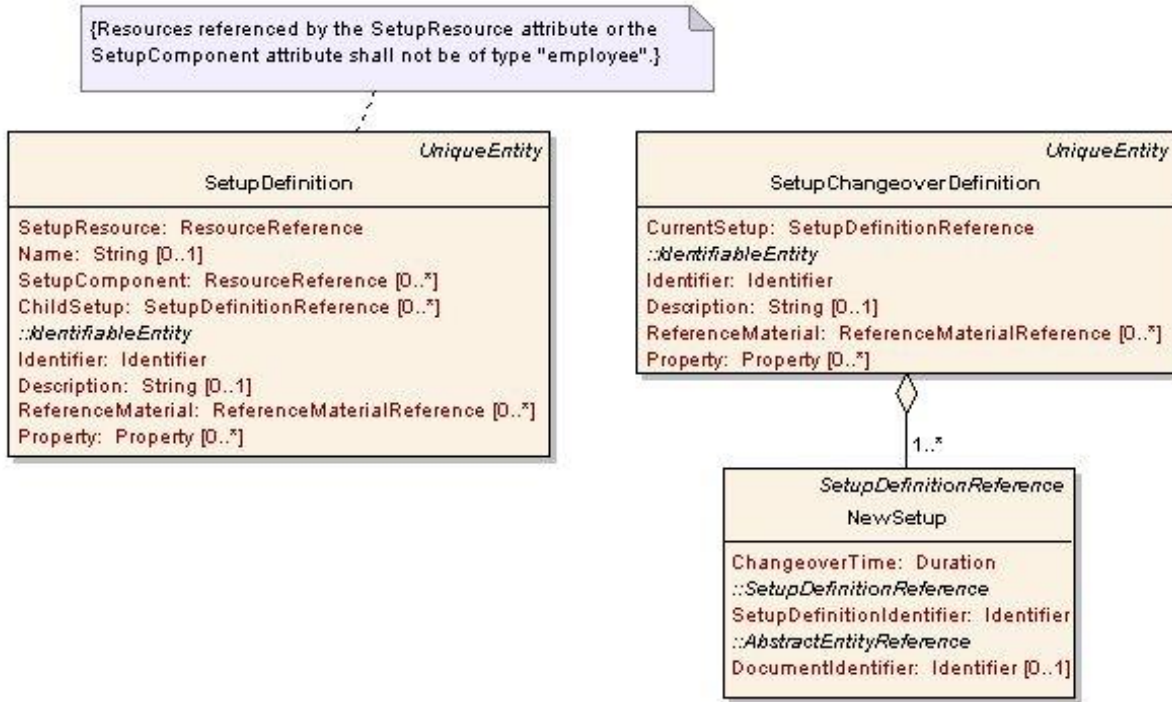 {Resources referenced by the SetupResource attribute or the
SetupComponent attribute shall not be of type "employee".}
UniqueEntity
SetupDefinition
SetupResource: ResourceReference
Name: String [0..1]
SetupComponent: ResourceReference [0..*]
ChildSetup: SetupDefinitionReference [0..*]
::IdentifiableEntity
Identifier: Identifier
Description: String [0..1]
ReferenceMaterial: ReferenceMaterialReference [0..*]
Property: Property [0..*]
UniqueEntity
SetupChangeoverDefinition
CurrentSetup: SetupDefinitionReference
::IdentifiableEntity
Identifier: Identifier
Description: String [0..1]
ReferenceMaterial: ReferenceMaterialReference [0..*]
Property: Property [0..*]
1..*
SetupDefinitionReference
NewSetup
ChangeoverTime: Duration
::SetupDefinitionReference
SetupDefinitionIdentifier: Identifier
::AbstractEntityReference
DocumentIdentifier: Identifier [0..1]